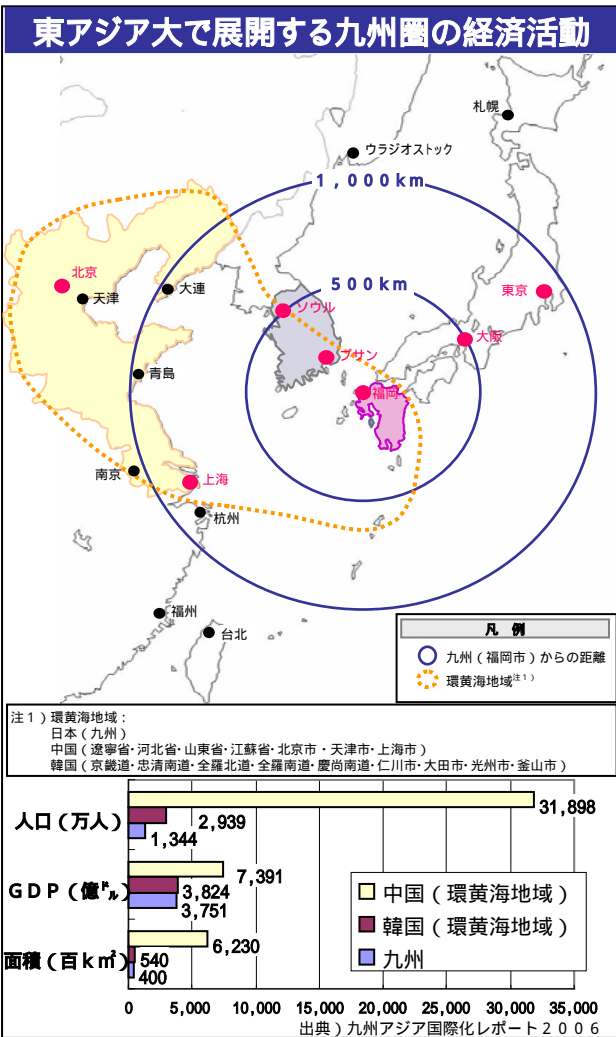 東アジア大で展開する九州圏の経済活動
札幌
ウラジオストック
1,000km
北京
天津
大連
500km
ソウル
東京
大阪
プサン
青島
福岡
南京
上海
杭州
福州
台北
凡 例
九州(福岡市)からの距離
環黄海地域注1)
注1)環黄海地域:
日本(九州)
中国(遼寧省・河北省・山東省・江蘇省・北京市・天津市・上海市)
韓国(京畿道・忠清南道・全羅北道・全羅南道・慶尚南道・仁川市・大田市・光州市・釜山市)
人口(万人)
31,898
2,939
1,344
GDP(億㌦)
7,391
3,824
3,751
面積(百km²)
6,230
540
400
中国(環黄海地域)
韓国(環黄海地域)
九州
0 5,000 10,000 15,000 20,000 25,000 30,000 35,000
出典)九州アジア国際化レポート2006